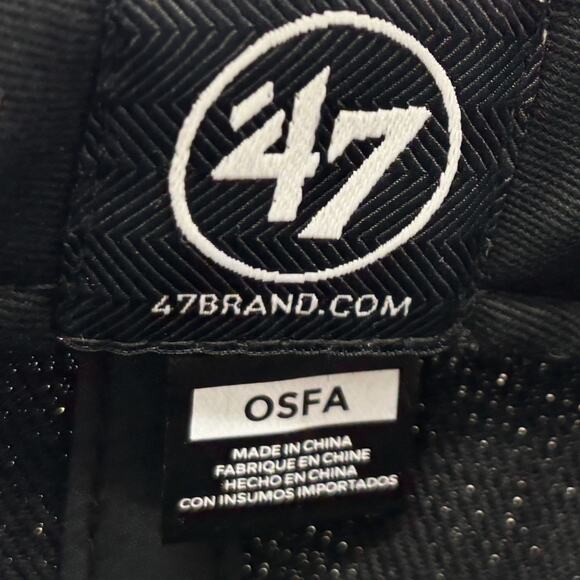 '47
47BRAND.COM
OSFA
MADE IN CHINA
FABRIQUE EN CHINE
HECHO EN CHINA
CON INSUMOS IMPORTADOS